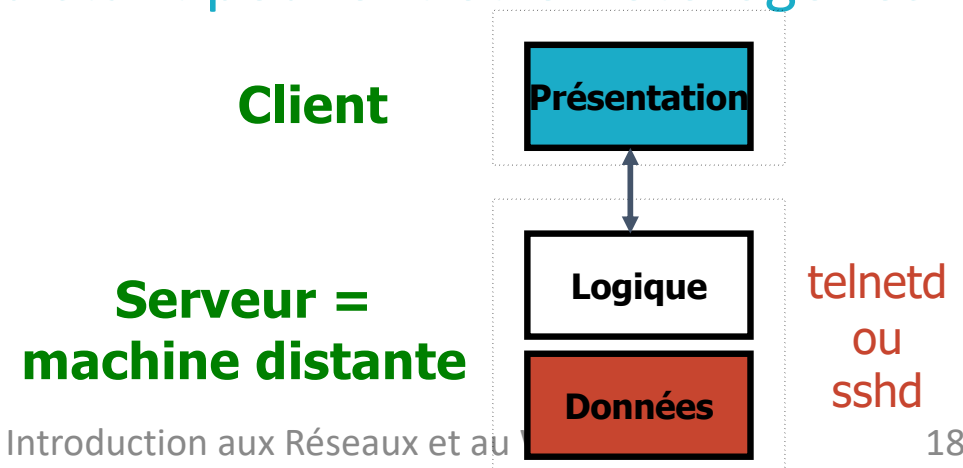 Client
Présentation
Logique
Serveur =
machine distante
telnetd
ou
sshd
Données
Introduction aux Réseaux et au
18